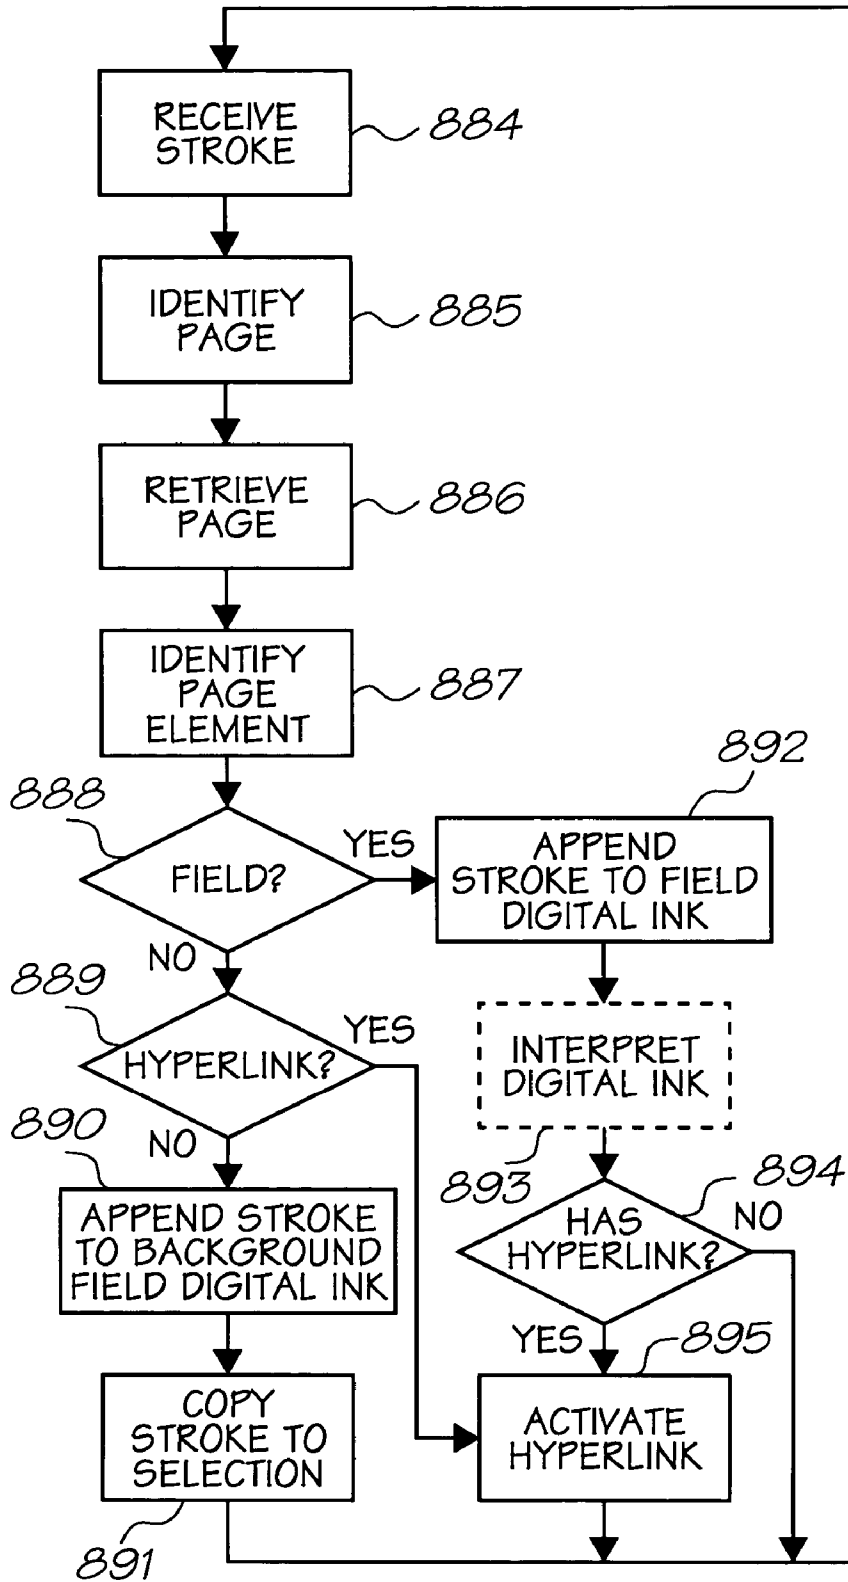 RECEIVE
STROKE
884
IDENTIFY
PAGE
885
RETRIEVE
PAGE
886
IDENTIFY
PAGE
ELEMENT
887
888
FIELD?
YES
NO
892
APPEND
STROKE TO FIELD
DIGITAL INK
889
HYPERLINK?
YES
NO
INTERPRET
DIGITAL INK
893
890
APPEND STROKE
TO BACKGROUND
FIELD DIGITAL INK
894
HAS
HYPERLINK?
NO
YES
895
COPY
STROKE TO
SELECTION
891
ACTIVATE
HYPERLINK